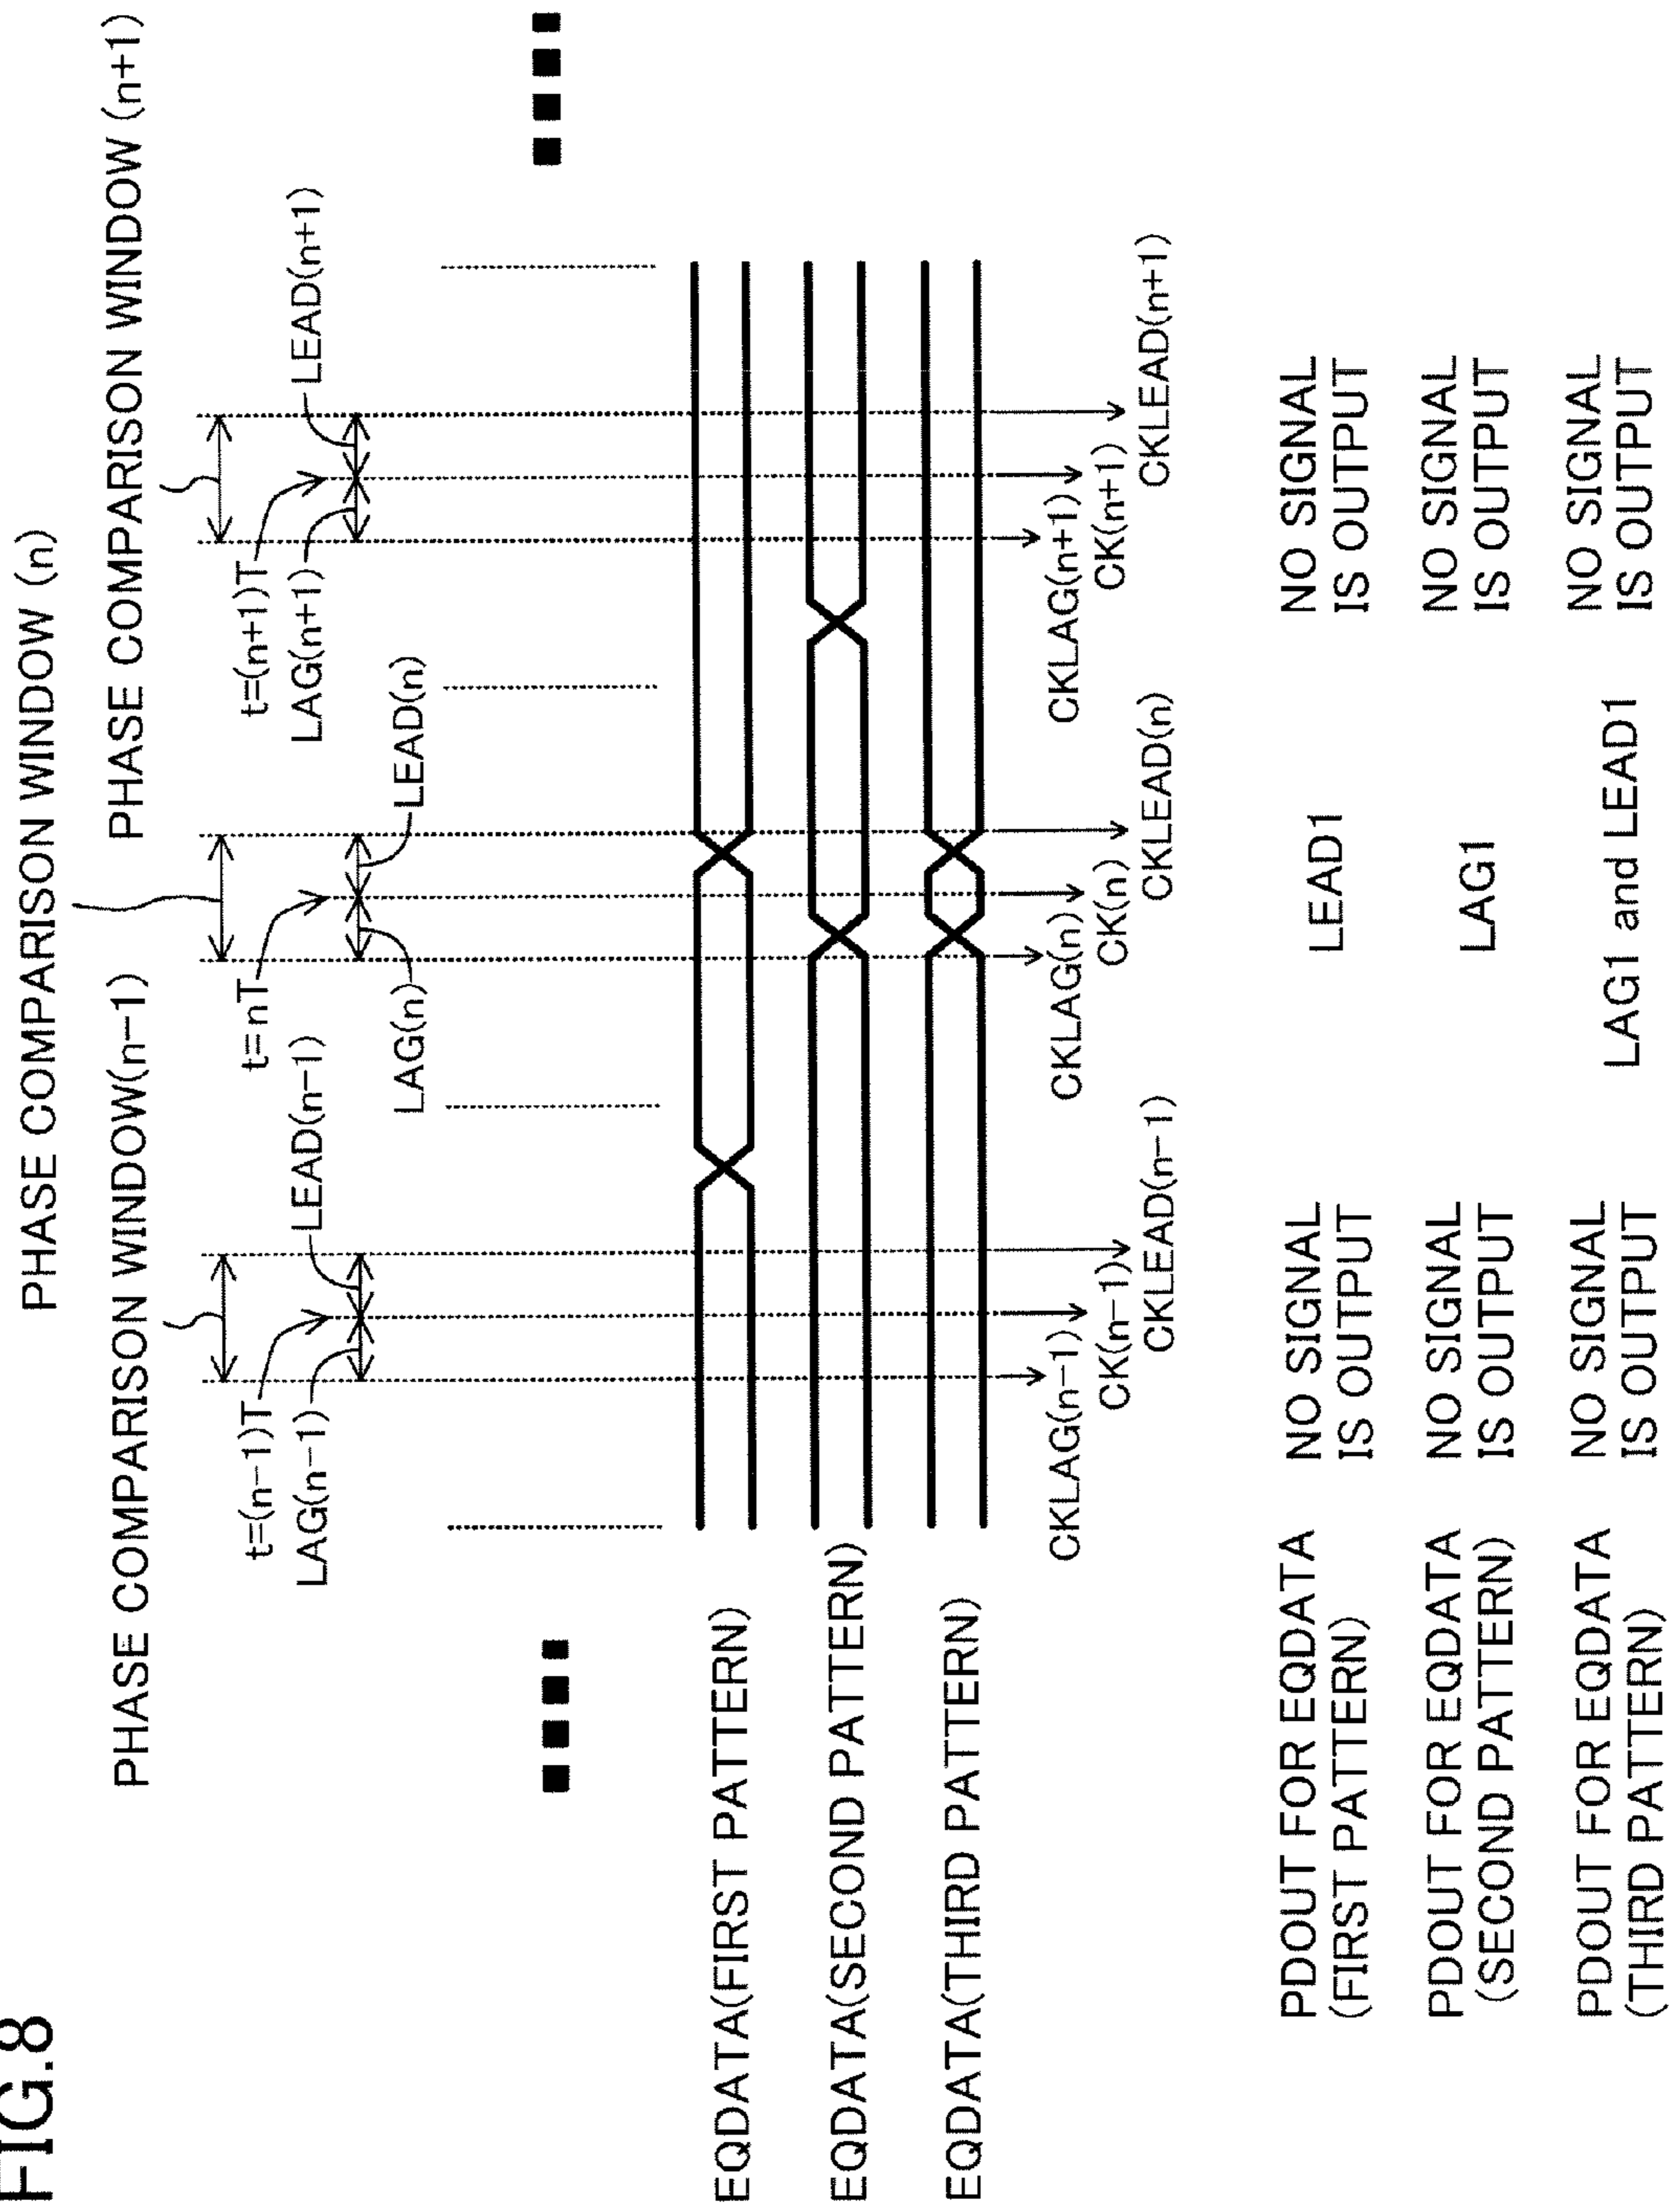 FIG.8
PHASE COMPARISON WINDOW (n)
PHASE COMPARISON WINDOW(n-1)
PHASE COMPARISON WINDOW (n+1)
t=(n-1)T
t=nT
t=(n+1)T
LAG(n-1)
LEAD(n-1)
LAG(n)
LEAD(n)
LAG(n+1)
LEAD(n+1)
EQDATA(FIRST PATTERN)
EQDATA(SECOND PATTERN)
EQDATA(THIRD PATTERN)
CKLAG(n-1)
CK(n-1)
CKLEAD(n-1)
CKLAG(n)
CK(n)
CKLEAD(n)
CKLAG(n+1)
CK(n+1)
CKLEAD(n+1)
PDOUT FOR EQDATA
(FIRST PATTERN)
NO SIGNAL
IS OUTPUT
LEAD1
NO SIGNAL
IS OUTPUT
PDOUT FOR EQDATA
(SECOND PATTERN)
NO SIGNAL
IS OUTPUT
LAG1
NO SIGNAL
IS OUTPUT
PDOUT FOR EQDATA
(THIRD PATTERN)
NO SIGNAL
IS OUTPUT
LAG1 and LEAD1
NO SIGNAL
IS OUTPUT